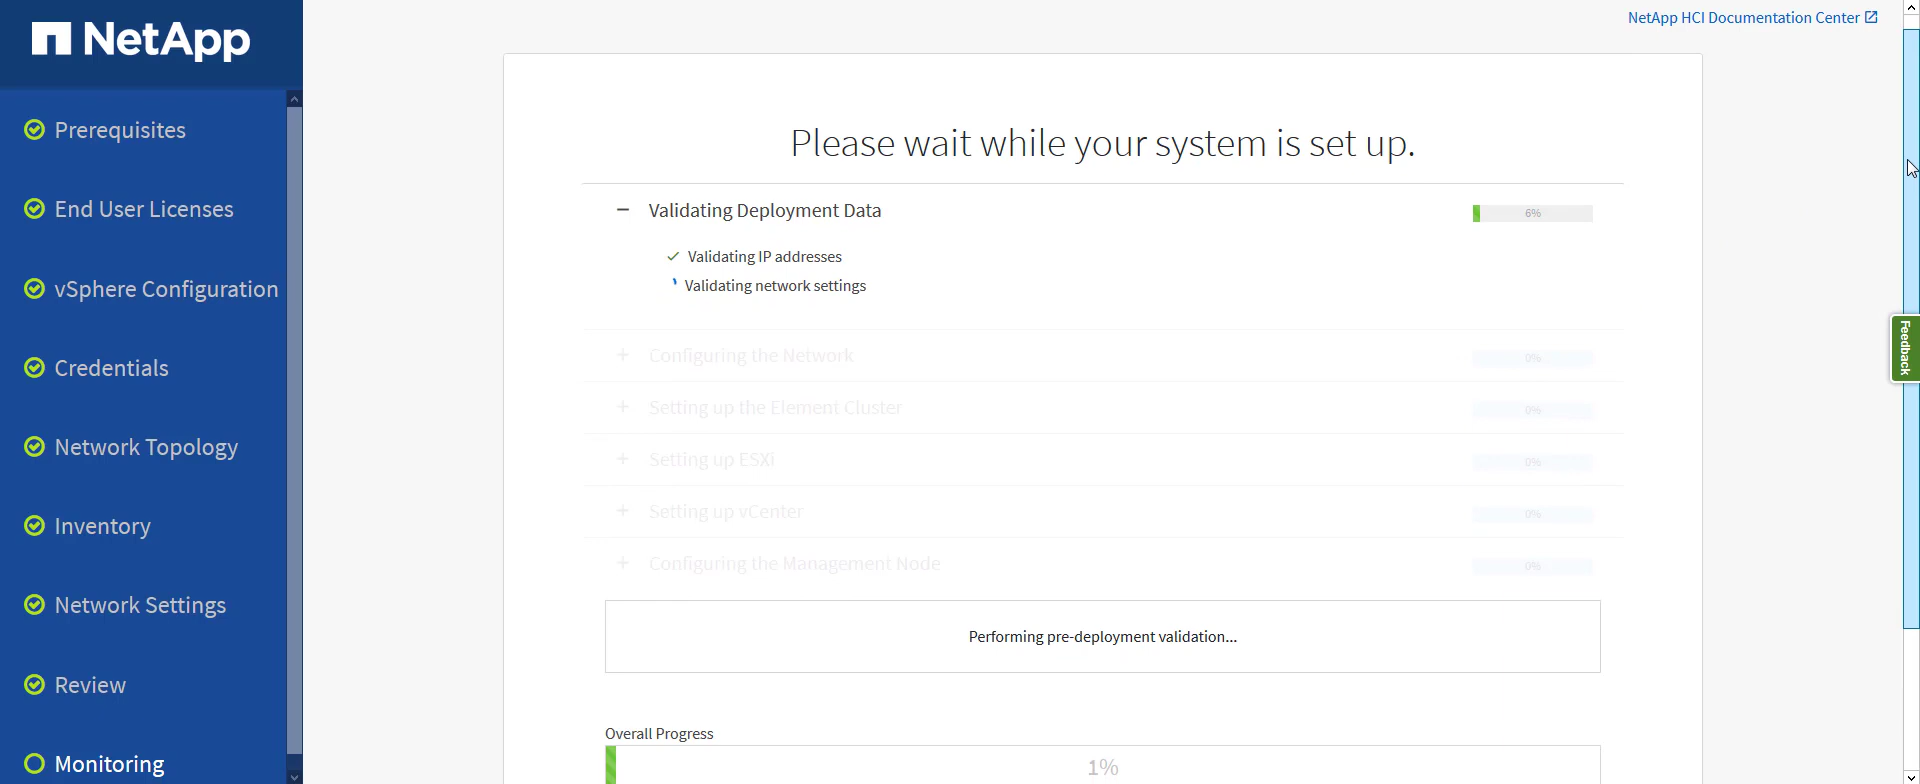 NetApp
NetApp HCI Documentation Center
Prerequisites
End User Licenses
vSphere Configuration
Credentials
Network Topology
Inventory
Network Settings
Review
Monitoring
Please wait while your system is set up.
Validating Deployment Data
6%
Validating IP addresses
Validating network settings
Configuring the Network
0%
Setting up the Element Cluster
0%
Setting up ESXi
0%
Setting up vCenter
0%
Configuring the Management Node
0%
Performing pre-deployment validation...
Overall Progress
1%
Feedback